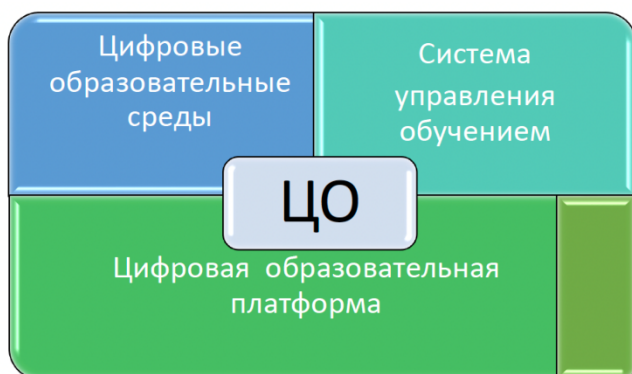 Цифровые
образовательные
среды
Система
управления
обучением
ЦО
Цифровая образовательная
платформа